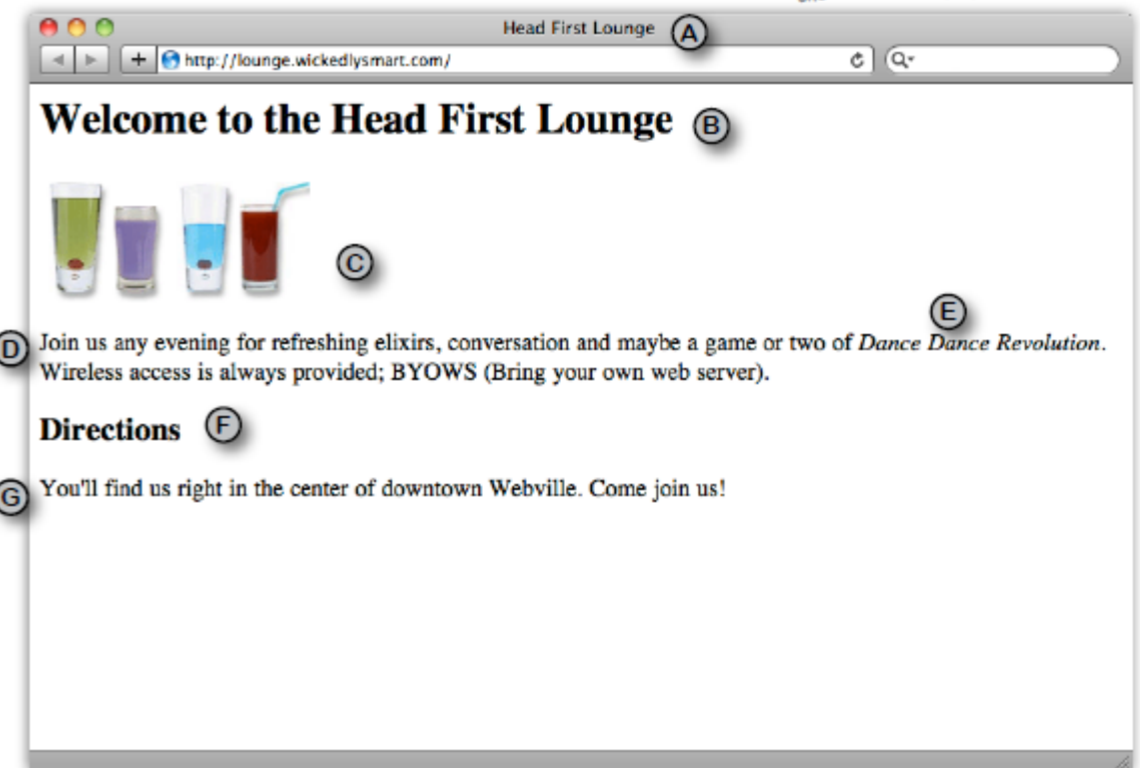 Head First Lounge A
http://lounge.wickedlysmart.com/
Welcome to the Head First Lounge B
C
E
D Join us any evening for refreshing elixirs, conversation and maybe a game or two of Dance Dance Revolution.
Wireless access is always provided; BYOWS (Bring your own web server).
Directions F
G You'll find us right in the center of downtown Webville. Come join us!